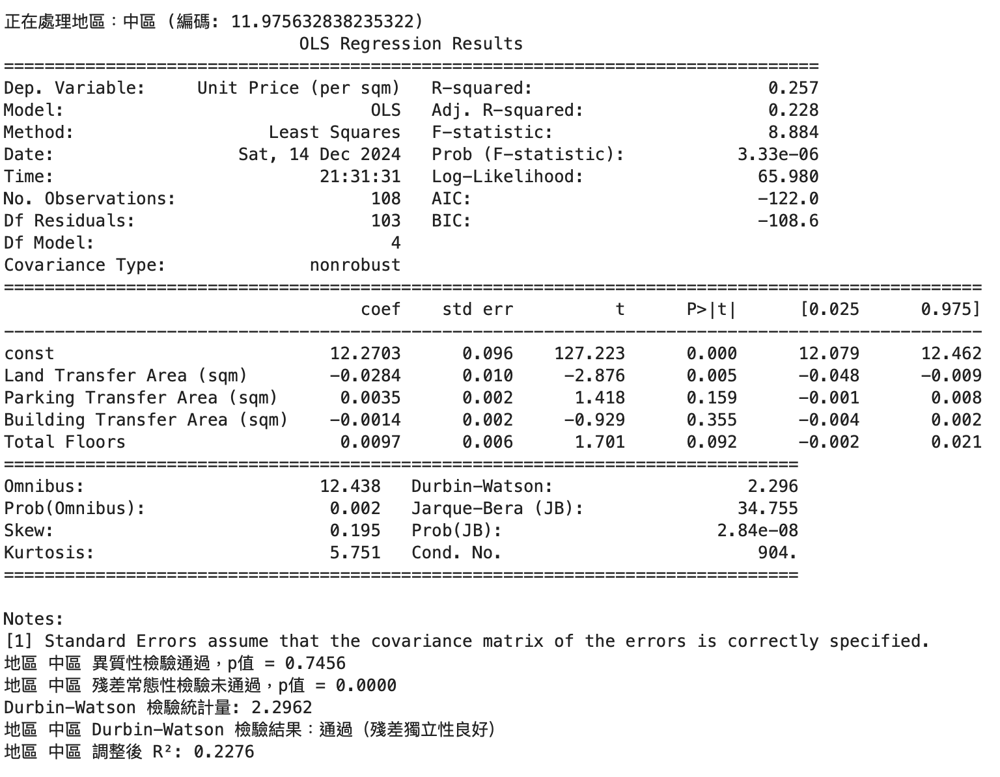 正在處理地區：中區 (編碼: 11.975632838235322)
OLS Regression Results
================================================================================
Dep. Variable:     Unit Price (per sqm)   R-squared:                       0.257
Model:                              OLS   Adj. R-squared:                  0.228
Method:                   Least Squares   F-statistic:                     8.884
Date:                  Sat, 14 Dec 2024   Prob (F-statistic):           3.33e-06
Time:                          21:31:31   Log-Likelihood:                 65.980
No. Observations:                   108   AIC:                            -122.0
Df Residuals:                       103   BIC:                            -108.6
Df Model:                             4
Covariance Type:              nonrobust
================================================================================================
                                   coef    std err          t      P>|t|      [0.025      0.975]
------------------------------------------------------------------------------------------------
const                           12.2703      0.096    127.223      0.000      12.079      12.462
Land Transfer Area (sqm)        -0.0284      0.010     -2.876      0.005      -0.048      -0.009
Parking Transfer Area (sqm)      0.0035      0.002      1.418      0.159      -0.001       0.008
Building Transfer Area (sqm)    -0.0014      0.002     -0.929      0.355      -0.004       0.002
Total Floors                     0.0097      0.006      1.701      0.092      -0.002       0.021
==============================================================================
Omnibus:                       12.438   Durbin-Watson:                   2.296
Prob(Omnibus):                  0.002   Jarque-Bera (JB):               34.755
Skew:                           0.195   Prob(JB):                     2.84e-08
Kurtosis:                       5.751   Cond. No.                         904.
==============================================================================
Notes:
[1] Standard Errors assume that the covariance matrix of the errors is correctly specified.
地區 中區 異質性檢驗通過，p值 = 0.7456
地區 中區 殘差常態性檢驗未通過，p值 = 0.0000
Durbin-Watson 檢驗統計量: 2.2962
地區 中區 Durbin-Watson 檢驗結果：通過（殘差獨立性良好）
地區 中區 調整後 R²: 0.2276